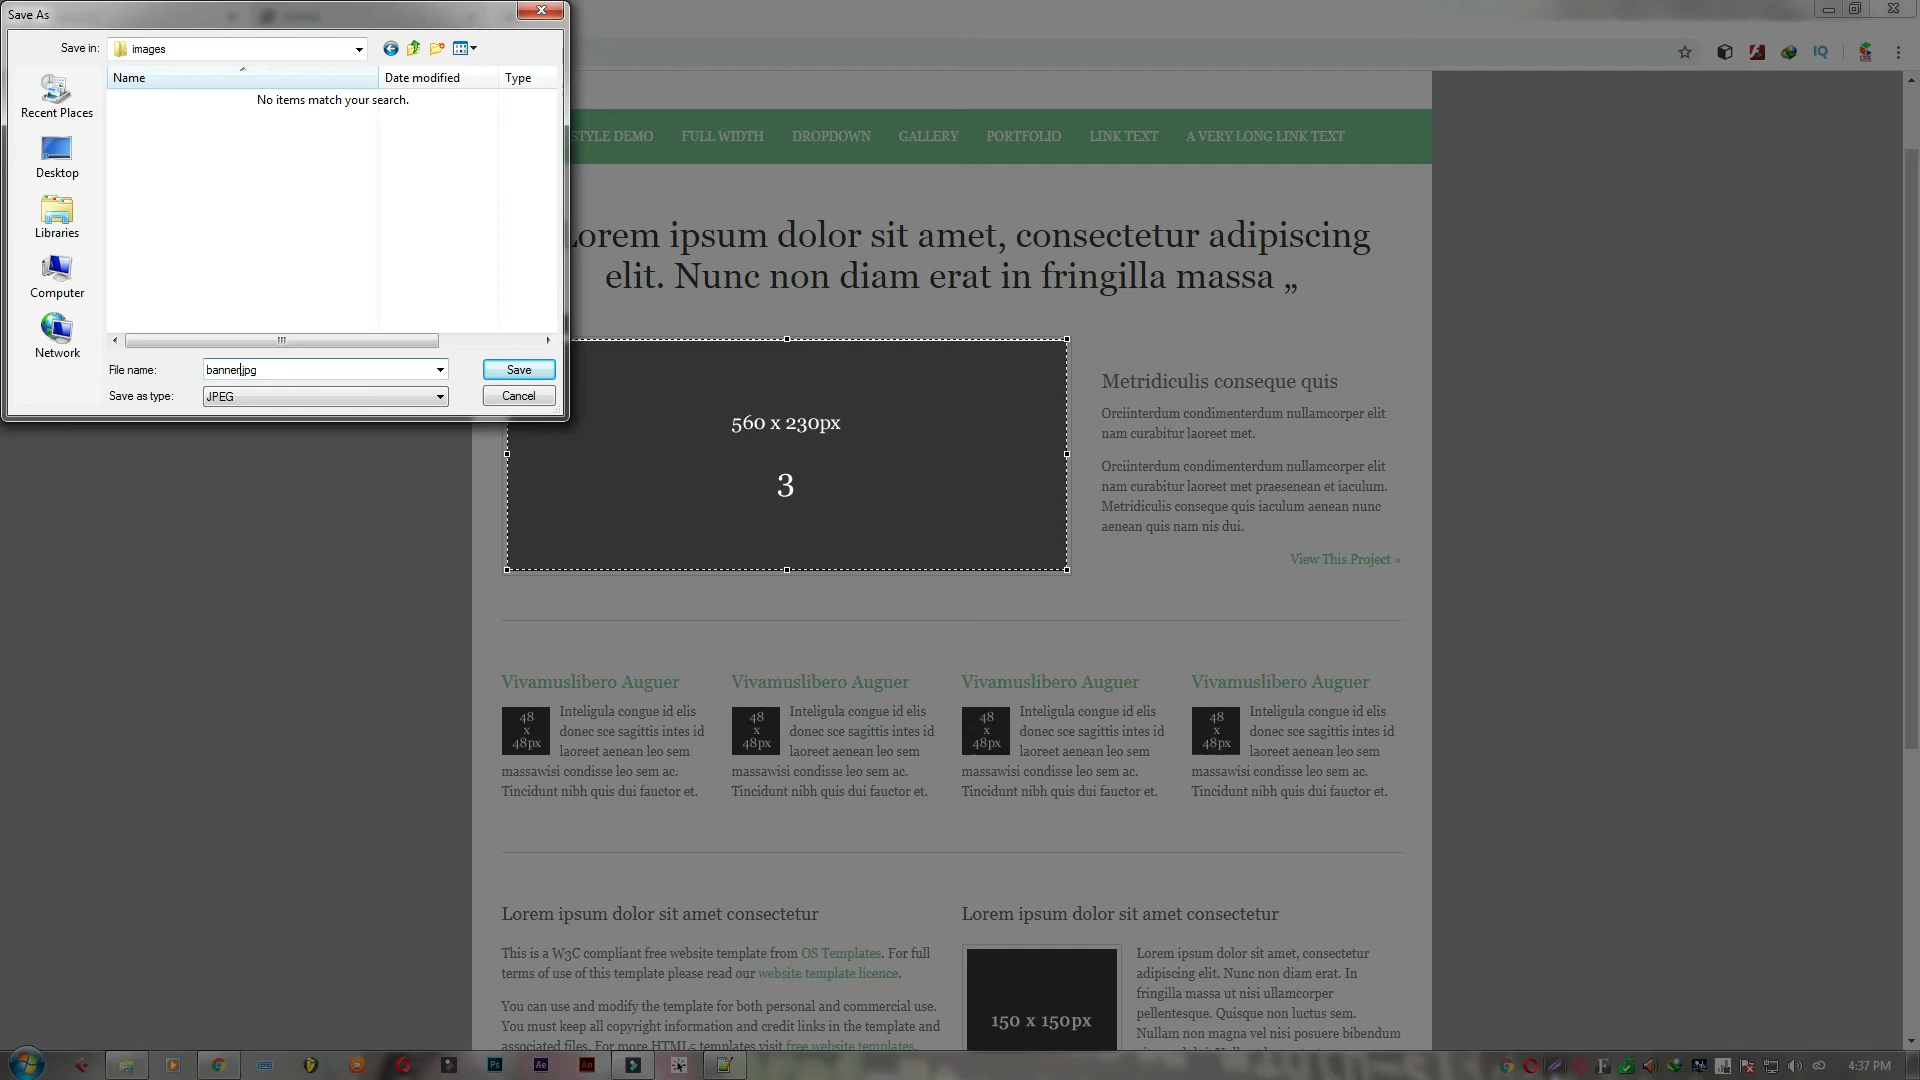 Save As
Save in: images
Name Date modified Type
No items match your search.
Recent Places
Desktop
Libraries
Computer
Network
File name: banner.jpg Save
Save as type: JPEG Cancel
IQ
STYLE DEMO FULL WIDTH DROPDOWN GALLERY PORTFOLIO LINK TEXT A VERY LONG LINK TEXT
Lorem ipsum dolor sit amet, consectetur adipiscing
elit. Nunc non diam erat in fringilla massa „
560 x 230px
3
Metridiculis conseque quis
Orciinterdum condimenterdum nullamcorper elit
nam curabitur laoreet met.
Orciinterdum condimenterdum nullamcorper elit
nam curabitur laoreet met praesenean et iaculum.
Metridiculis conseque quis iaculum aenean nunc
aenean quis nam nis dui.
View This Project »
Vivamuslibero Auguer
48
x
48px
Inteligula congue id elis
donec sce sagittis intes id
laoreet aenean leo sem
massawisi condisse leo sem ac.
Tincidunt nibh quis dui fauctor et.
Vivamuslibero Auguer
48
x
48px
Inteligula congue id elis
donec sce sagittis intes id
laoreet aenean leo sem
massawisi condisse leo sem ac.
Tincidunt nibh quis dui fauctor et.
Vivamuslibero Auguer
48
x
48px
Inteligula congue id elis
donec sce sagittis intes id
laoreet aenean leo sem
massawisi condisse leo sem ac.
Tincidunt nibh quis dui fauctor et.
Vivamuslibero Auguer
48
x
48px
Inteligula congue id elis
donec sce sagittis intes id
laoreet aenean leo sem
massawisi condisse leo sem ac.
Tincidunt nibh quis dui fauctor et.
Lorem ipsum dolor sit amet consectetur
This is a W3C compliant free website template from OS Templates. For full
terms of use of this template please read our website template licence.
You can use and modify the template for both personal and commercial use.
You must keep all copyright information and credit links in the template and
associated files. For more HTML5 templates visit free website templates.
Lorem ipsum dolor sit amet consectetur
150 x 150px
Lorem ipsum dolor sit amet, consectetur
adipiscing elit. Nunc non diam erat. In
fringilla massa ut nisi ullamcorper
pellentesque. Quisque non luctus sem.
Nullam non magna vel nisi posuere bibendum
Ps Ae An
4:37 PM